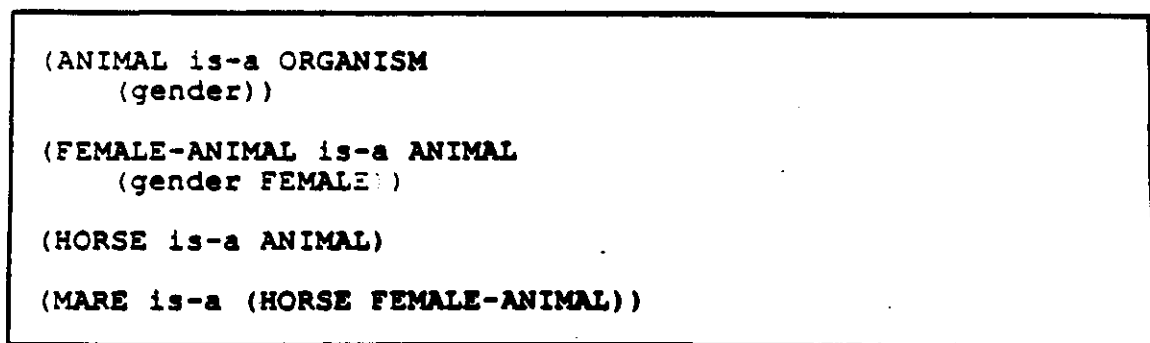 (ANIMAL is-a ORGANISM
(gender))
(FEMALE-ANIMAL is-a ANIMAL
(gender FEMALE))
(HORSE is-a ANIMAL)
(MARE is-a (HORSE FEMALE-ANIMAL))